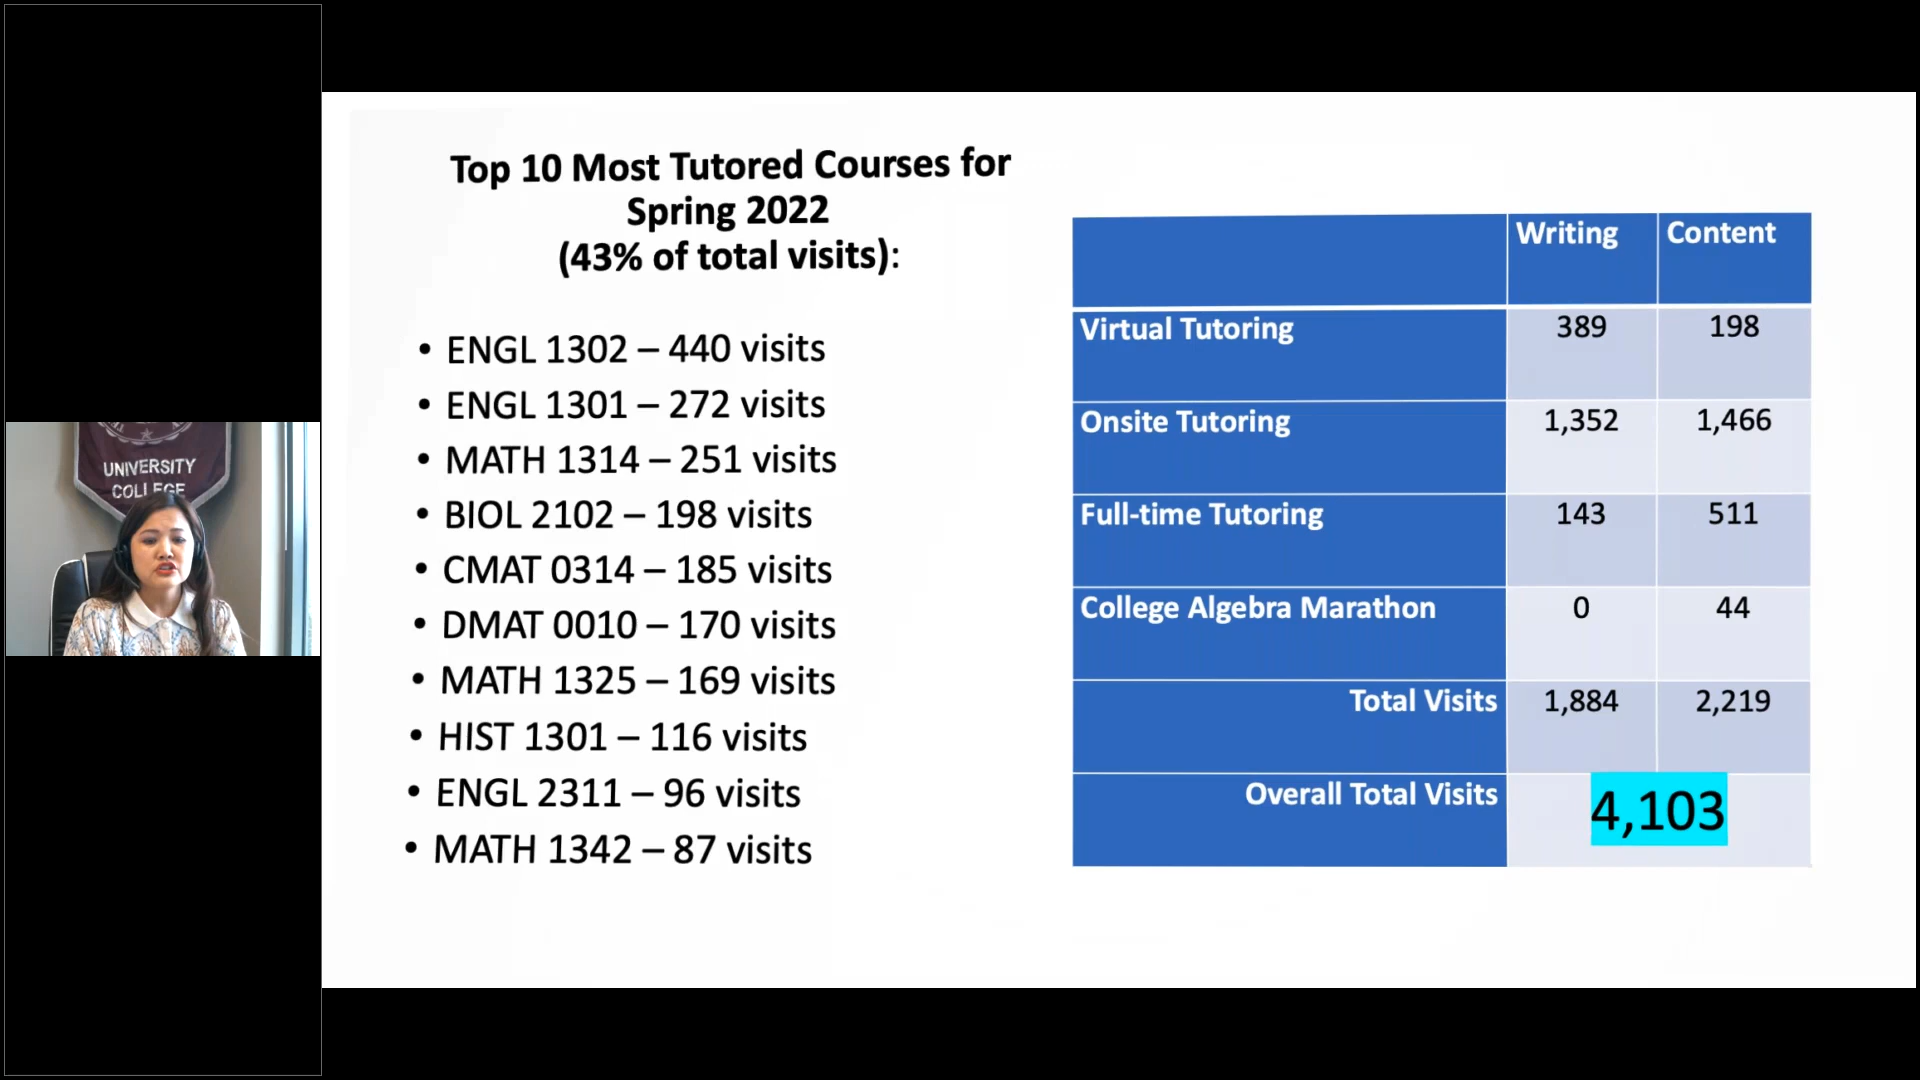 UNIVERSITY
COLLEGE
Top 10 Most Tutored Courses for
Spring 2022
(43% of total visits):
• ENGL 1302 – 440 visits
• ENGL 1301 – 272 visits
• MATH 1314 – 251 visits
• BIOL 2102 – 198 visits
• CMAT 0314 – 185 visits
• DMAT 0010 – 170 visits
• MATH 1325 – 169 visits
• HIST 1301 – 116 visits
• ENGL 2311 – 96 visits
• MATH 1342 – 87 visits
Writing Content
Virtual Tutoring 389 198
Onsite Tutoring 1,352 1,466
Full-time Tutoring 143 511
College Algebra Marathon 0 44
Total Visits 1,884 2,219
Overall Total Visits 4,103